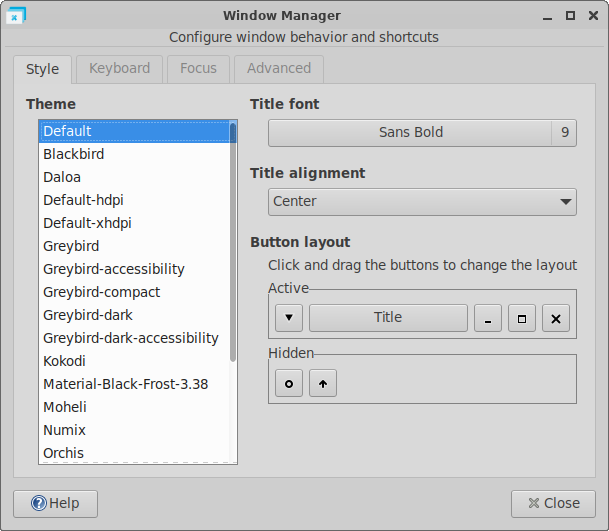 Window Manager
Configure window behavior and shortcuts
Style Keyboard Focus Advanced
Theme
Default
Blackbird
Daloa
Default-hdpi
Default-xhdpi
Greybird
Greybird-accessibility
Greybird-compact
Greybird-dark
Greybird-dark-accessibility
Kokodi
Material-Black-Frost-3.38
Moheli
Numix
Orchis
Title font
Sans Bold 9
Title alignment
Center
Button layout
Click and drag the buttons to change the layout
Active
Title
Hidden
Help
Close